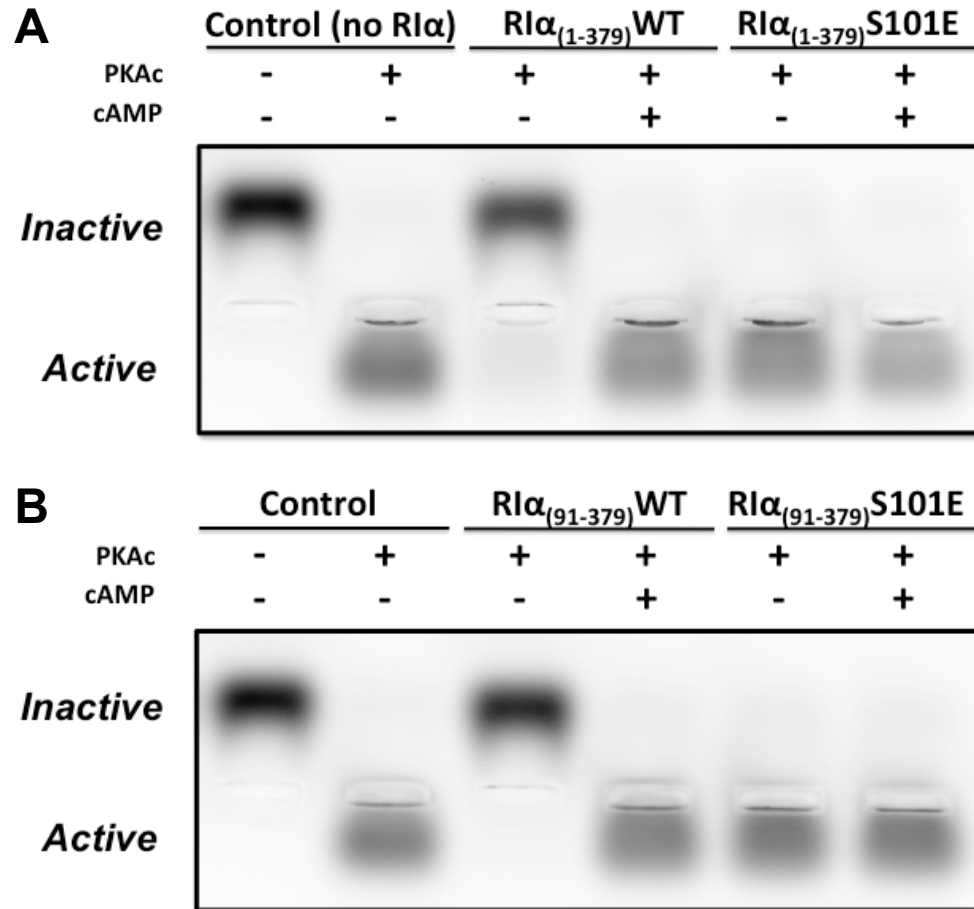 A
Control (no RIα) RIα(1-379)WT RIα(1-379)S101E
PKAc - + + + + +
cAMP - - - + - +
Inactive
Active
B
Control RIα(91-379)WT RIα(91-379)S101E
PKAc - + + + + +
cAMP - - - + - +
Inactive
Active